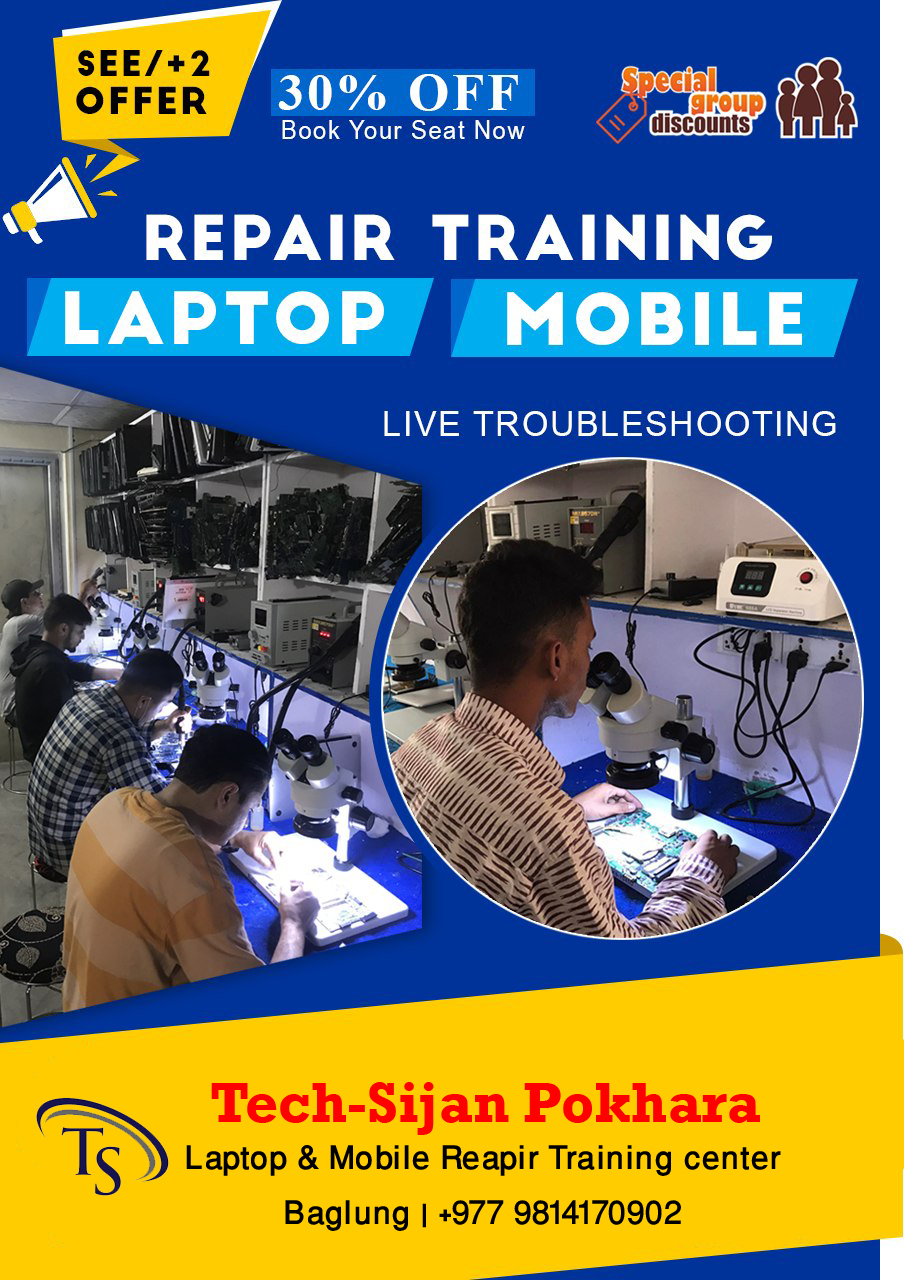 SEE/+2
OFFER
30% OFF
Book Your Seat Now
Special
group
discounts
REPAIR TRAINING
LAPTOP MOBILE
LIVE TROUBLESHOOTING
TS
Tech-Sijan Pokhara
Laptop & Mobile Reapir Training center
Baglung | +977 9814170902